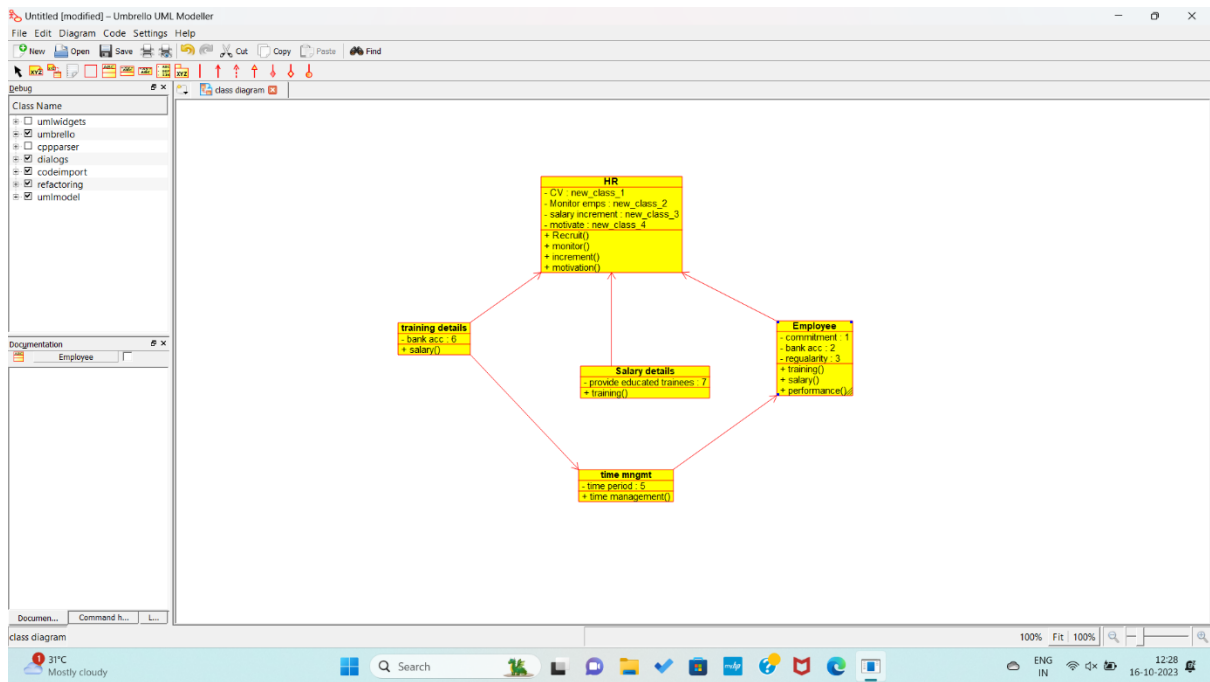 Untitled [modified] – Umbrello UML Modeller
File Edit Diagram Code Settings Help
New Open Save Cut Copy Paste Find
Debug
class diagram
Class Name
umlwidgets
umbrello
cppparser
dialogs
codeimport
refactoring
umlmodel
HR
- CV : new_class_1
- Monitor emps : new_class_2
- salary increment : new_class_3
- motivate : new_class_4
+ Recruit()
+ monitor()
+ increment()
+ motivation()
training details
- bank acc : 6
+ salary()
Salary details
- provide educated trainees : 7
+ training()
Employee
- commitment : 1
- bank acc : 2
- regualarity : 3
+ training()
+ salary()
+ performance()
time mngmt
- time period : 5
+ time management()
Documentation
Employee
Documen... Command h... L...
class diagram
100% Fit 100%
1
31°C
Mostly cloudy
Search
ENG
IN
12:28
16-10-2023